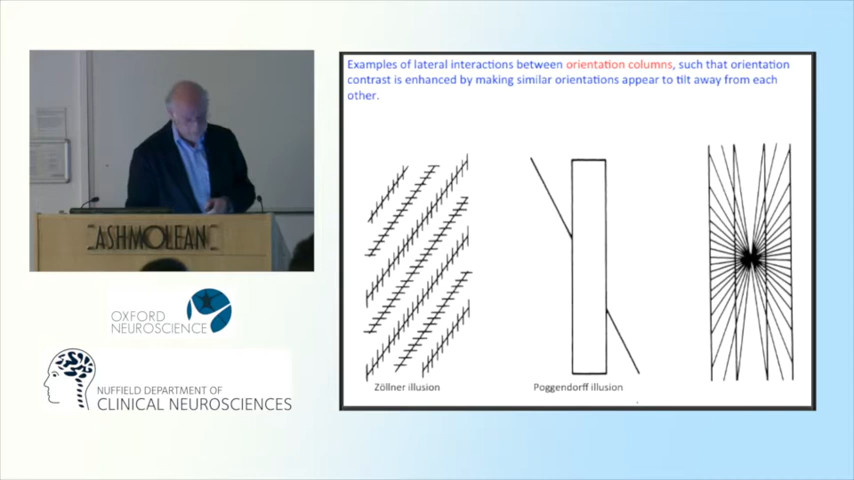 Examples of lateral interactions between orientation columns, such that orientation
contrast is enhanced by making similar orientations appear to tilt away from each
other.
ASHMOLEAN
OXFORD
NEUROSCIENCE
NUFFIELD DEPARTMENT OF
CLINICAL NEUROSCIENCES
Zöllner illusion
Poggendorff illusion